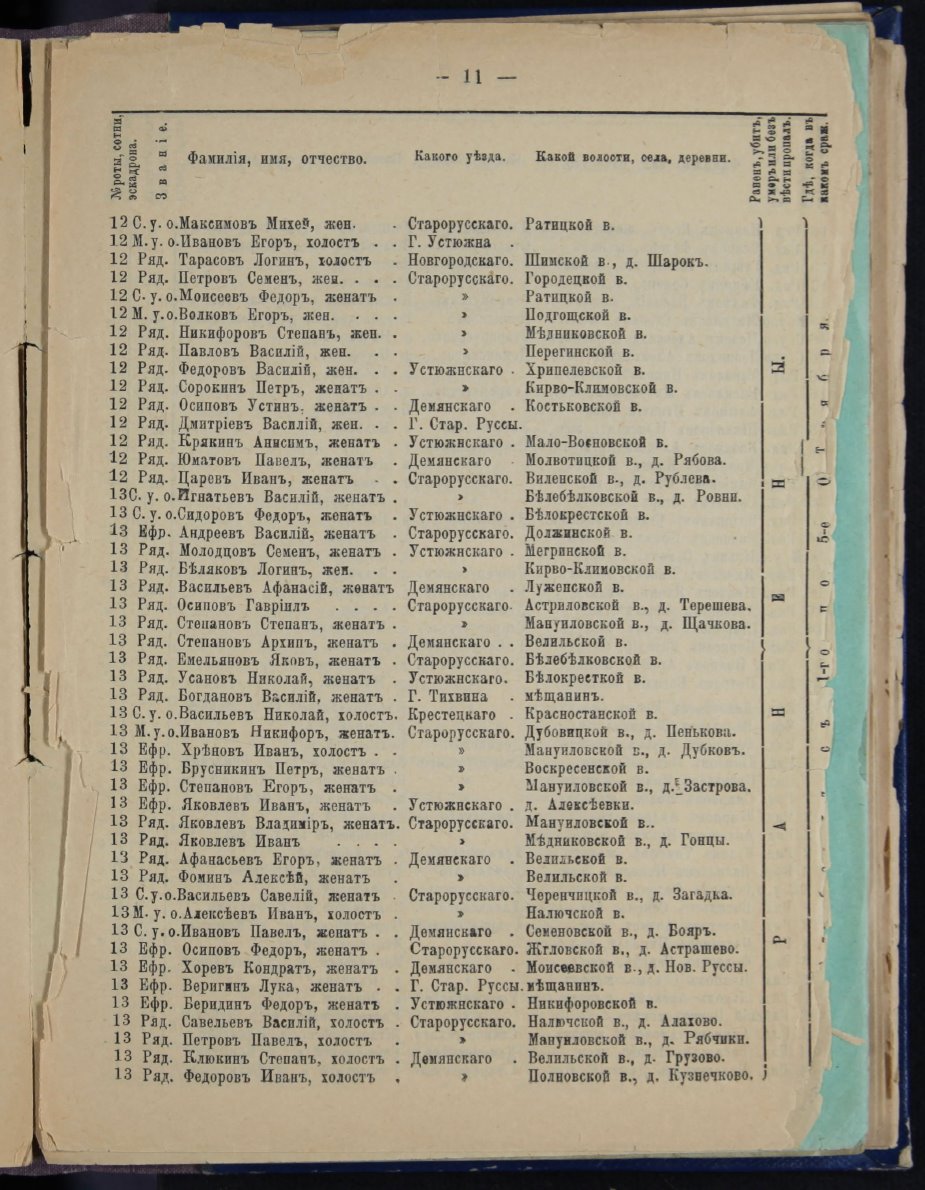 — 11 —
№ роты, сотни, эскадрона.
Званіе.
Фамилія, имя, отчество.
Какого уѣзда.
Какой волости, села, деревни.
Раненъ, убитъ, умеръ или безъ вѣсти пропалъ.
Гдѣ, когда въ какомъ сраж.
12 С. у. о. Максимовъ Михей, жен. . Старорусскаго. Ратицкой в.
12 М. у. о. Ивановъ Егоръ, холостъ . . Г. Устюжна .
12 Ряд. Тарасовъ Логинъ, холостъ . Новгородскаго. Шимской в., д. Шарокъ.
12 Ряд. Петровъ Семенъ, жен. . . . Старорусскаго. Городецкой в.
12 С. у. о. Моисеевъ Федоръ, женатъ . » Ратицкой в.
12 М. у. о. Волковъ Егоръ, жен. . . . » Подгощской в.
12 Ряд. Никифоровъ Степанъ, жен. . » Мѣдниковской в.
12 Ряд. Павловъ Василій, жен. . . » Перегинской в.
12 Ряд. Федоровъ Василій, жен. . . Устюжнскаго . Хрипелевской в.
12 Ряд. Сорокинъ Петръ, женатъ . . » Кирво-Климовской в.
12 Ряд. Осиповъ Устинъ, женатъ . . Демянскаго . Костьковской в.
12 Ряд. Дмитріевъ Василій, жен. . . Г. Стар. Руссы.
12 Ряд. Крякинъ Анисимъ, женатъ . Устюжнскаго . Мало-Восновской в.
12 Ряд. Юматовъ Павелъ, женатъ . Демянскаго Молвотицкой в., д. Рябова.
12 Ряд. Царевъ Иванъ, женатъ . Старорусскаго. Виленской в., д. Рублева.
13 С. у. о. Игнатьевъ Василій, женатъ . » Бѣлебѣлковской в., д. Ровни.
13 С. у. о. Сидоровъ Федоръ, женатъ . Устюжнскаго . Бѣлокрестской в.
13 Ефр. Андреевъ Василій, женатъ . Старорусскаго. Должинской в.
13 Ряд. Молодцовъ Семенъ, женатъ . Устюжнскаго . Мегринской в.
13 Ряд. Бѣляковъ Логинъ, жен. . . » Кирво-Климовской в.
13 Ряд. Васильевъ Афанасій, женатъ Демянскаго . Луженской в.
13 Ряд. Осиповъ Гавріилъ . . . . Старорусскаго. Астриловской в., д. Терешева.
13 Ряд. Степановъ Степанъ, женатъ . » Мануиловской в., д. Щачкова.
13 Ряд. Степановъ Архипъ, женатъ . Демянскаго . . Велильской в.
13 Ряд. Емельяновъ Яковъ, женатъ . Старорусскаго. Бѣлебѣлковской в.
13 Ряд. Усановъ Николай, женатъ . Устюжнскаго. Бѣлокресткой в.
13 Ряд. Богдановъ Василій, женатъ . Г. Тихвина . мѣщанинъ.
13 С. у. о. Васильевъ Николай, холостъ. Крестецкаго . Красностанской в.
13 М. у. о. Ивановъ Никифоръ, женатъ. Старорусскаго. Дубовицкой в., д. Пенькова.
13 Ефр. Хрѣновъ Иванъ, холостъ . . » Мануиловской в., д. Дубковъ.
13 Ефр. Брусникинъ Петръ, женатъ . » Воскресенской в.
13 Ефр. Степановъ Егоръ, женатъ . » Мануиловской в., д. Застрова.
13 Ефр. Яковлевъ Иванъ, женатъ . Устюжнскаго . д. Алексѣевки.
13 Ряд. Яковлевъ Владиміръ, женатъ. Старорусскаго. Мануиловской в..
13 Ряд. Яковлевъ Иванъ . . . . » Мѣдниковской в., д. Гонцы.
13 Ряд. Афанасьевъ Егоръ, женатъ . Демянскаго . Велильской в.
13 Ряд. Фоминъ Алексѣй, женатъ . » Велильской в.
13 С. у. о. Васильевъ Савелій, женатъ . Старорусскаго. Черенчицкой в., д. Загадка.
13 М. у. о. Алексѣевъ Иванъ, холостъ . » Налючской в.
13 С. у. о. Ивановъ Павелъ, женатъ . . Демянскаго . Семеновской в., д. Бояръ.
13 Ефр. Осиповъ Федоръ, женатъ . Старорусскаго. Жгловской в., д. Астрашево.
13 Ефр. Хоревъ Кондратъ, женатъ . Демянскаго . Моисеевской в., д. Нов. Руссы.
13 Ефр. Веригинъ Лука, женатъ . . Г. Стар. Руссы. мѣщанинъ.
13 Ефр. Беридинъ Федоръ, женатъ . Устюжнскаго . Никифоровской в.
13 Ряд. Савельевъ Василій, холостъ . Старорусскаго. Налючской в., д. Алахово.
13 Ряд. Петровъ Павелъ, холостъ . » Мануиловской в., д. Рябчики.
13 Ряд. Клюкинъ Степанъ, холостъ . Демянскаго . Велильской в., д. Грузово.
13 Ряд. Федоровъ Иванъ, холостъ . » Полновской в., д. Кузнечково.
РАНЕНЫ.
съ 1-го по 5-е Октября.